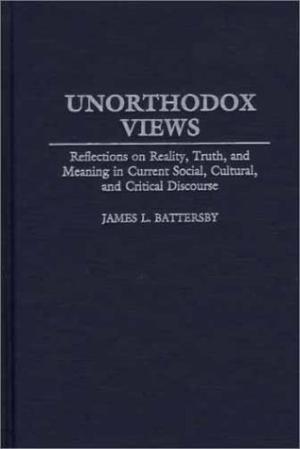 UNORTHODOX
VIEWS
Reflections on Reality, Truth, and
Meaning in Current Social, Cultural,
and Critical Discourse
JAMES L. BATTERSBY